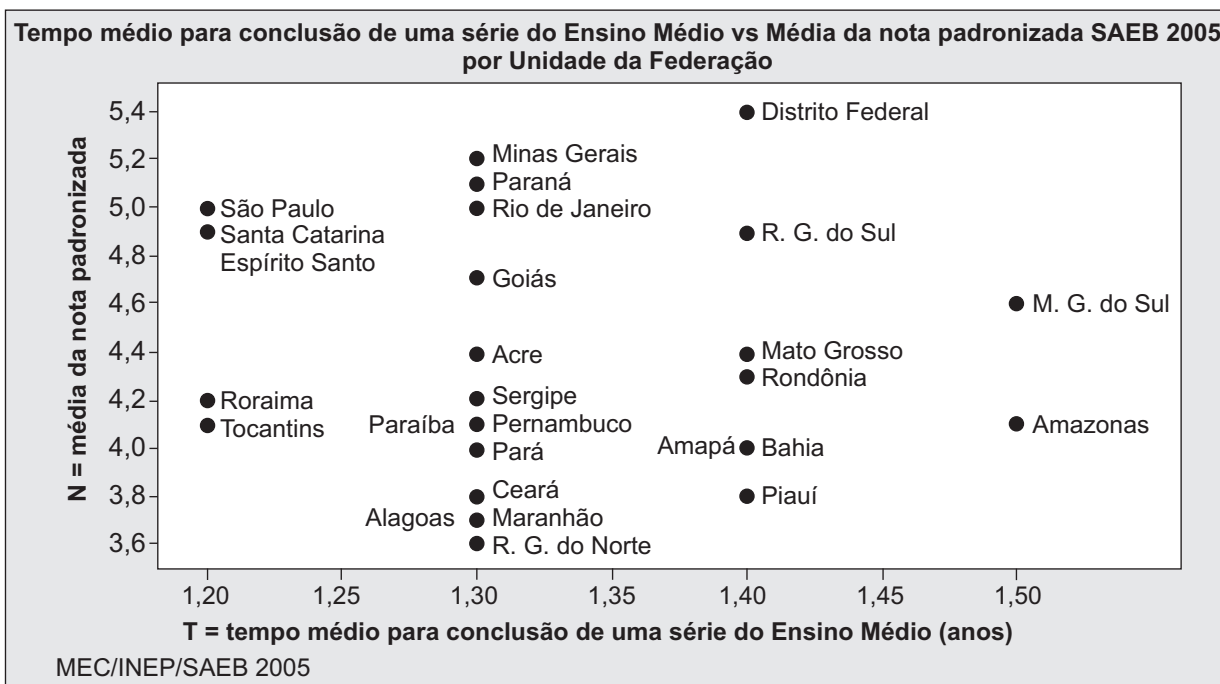 Tempo médio para conclusão de uma série do Ensino Médio vs Média da nota padronizada SAEB 2005
por Unidade da Federação
N = média da nota padronizada
5,4
Distrito Federal
5,2
Minas Gerais
Paraná
5,0
São Paulo
Rio de Janeiro
Santa Catarina
R. G. do Sul
4,8
Espírito Santo
Goiás
4,6
M. G. do Sul
4,4
Acre
Mato Grosso
Rondônia
4,2
Roraima
Sergipe
Tocantins
Paraíba
Pernambuco
Amazonas
4,0
Pará
Amapá
Bahia
3,8
Ceará
Piauí
Alagoas
Maranhão
3,6
R. G. do Norte
1,20 1,25 1,30 1,35 1,40 1,45 1,50
T = tempo médio para conclusão de uma série do Ensino Médio (anos)
MEC/INEP/SAEB 2005